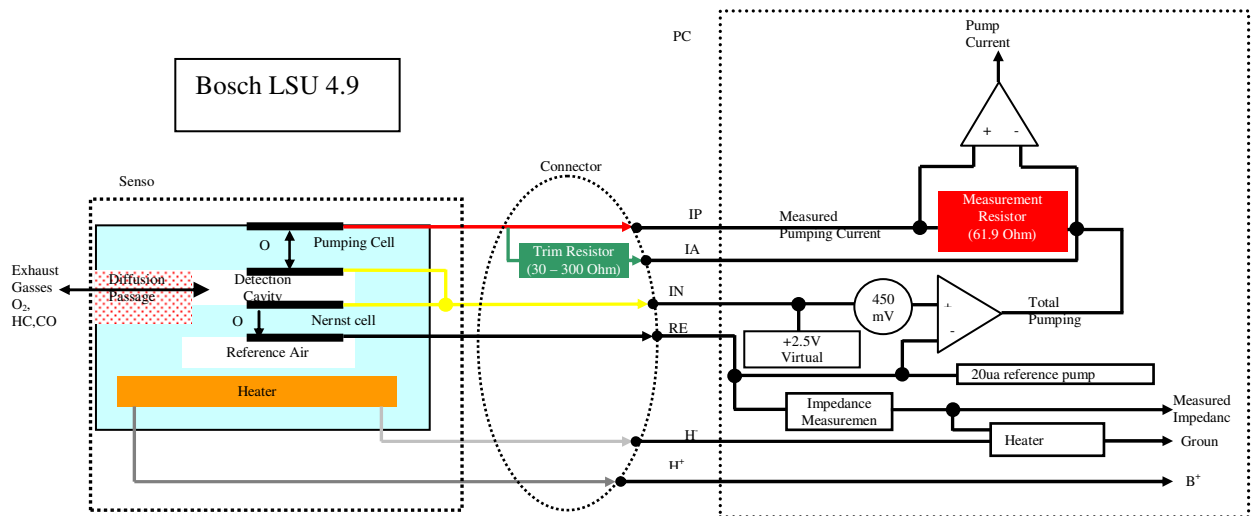 Bosch LSU 4.9
PC
Pump
Current
+ -
Connector
Senso
IP
Measured
Pumping Current
Measurement
Resistor
(61.9 Ohm)
O
Pumping Cell
Trim Resistor
(30 – 300 Ohm)
IA
Exhaust
Gasses
O₂,
HC,CO
Diffusion
Passage
Detection
Cavity
IN
450
mV
+
-
Total
Pumping
O
Nernst cell
RE
+2.5V
Virtual
Reference Air
20ua reference pump
Heater
Impedance
Measuremen
Measured
Impedanc
H⁻
Heater
Groun
H⁺
B⁺